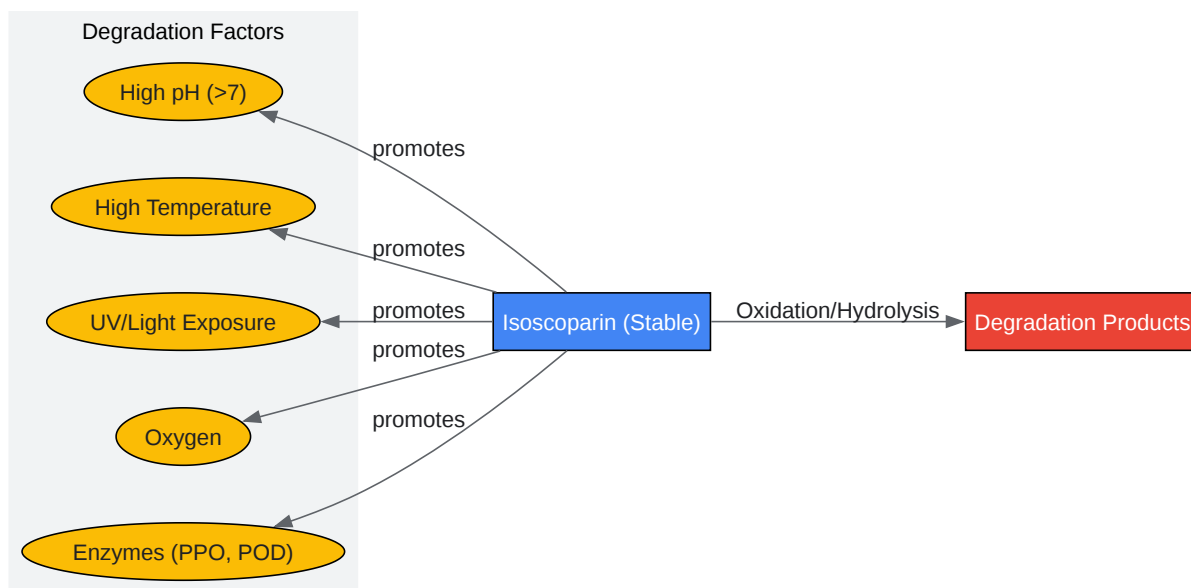 Degradation Factors
High pH (>7)
promotes
High Temperature
promotes
UV/Light Exposure
promotes
Isoscoparin (Stable)
Oxidation/Hydrolysis
Degradation Products
promotes
Oxygen
promotes
Enzymes (PPO, POD)